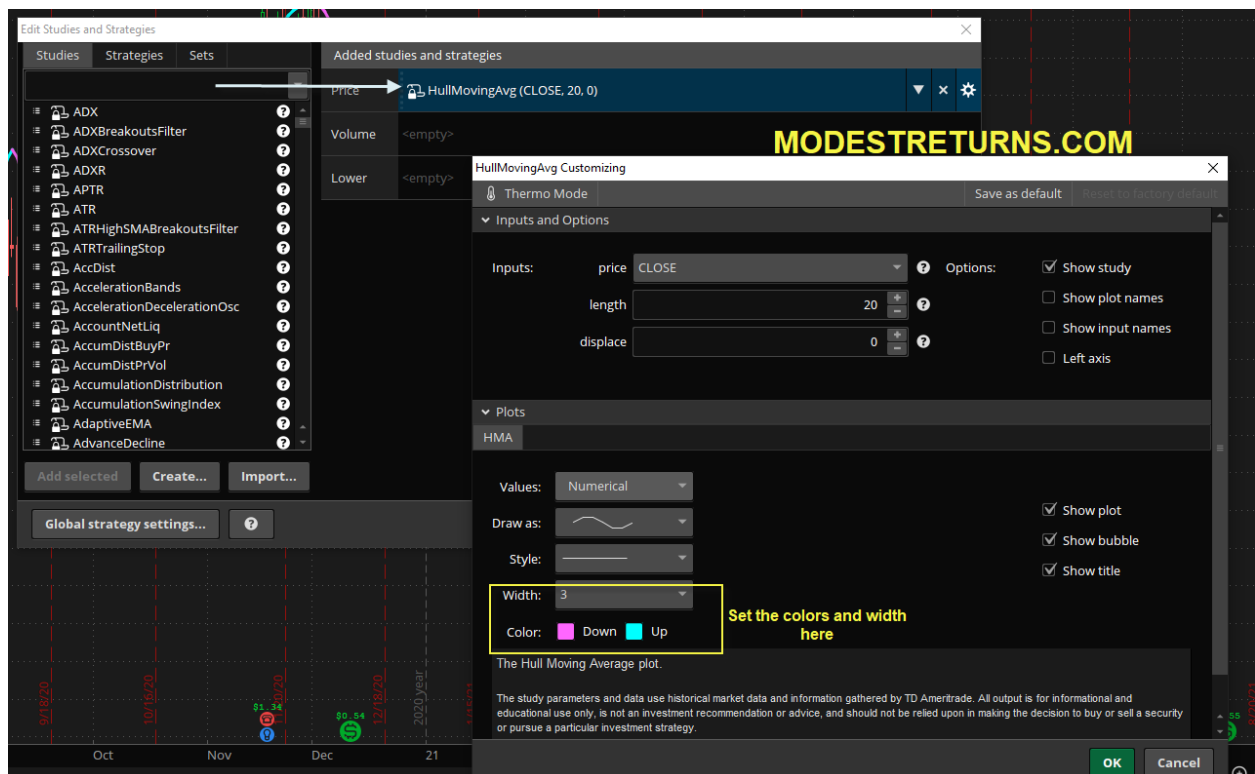 Edit Studies and Strategies
Studies Strategies Sets
Added studies and strategies
Price HullMovingAvg (CLOSE, 20, 0)
Volume <empty>
Lower <empty>
ADX
ADXBreakoutsFilter
ADXCrossover
ADXR
APTR
ATR
ATRHighSMABreakoutsFilter
ATRTrailingStop
AccDist
AccelerationBands
AccelerationDecelerationOsc
AccountNetLiq
AccumDistBuyPr
AccumDistPrVol
AccumulationDistribution
AccumulationSwingIndex
AdaptiveEMA
AdvanceDecline
Add selected Create... Import...
Global strategy settings...
MODESTRETURNS.COM
HullMovingAvg Customizing
Thermo Mode Save as default Reset to factory default
Inputs and Options
Inputs: price CLOSE Options: Show study
length 20 Show plot names
displace 0 Show input names
Left axis
Plots
HMA
Values: Numerical
Draw as:
Style:
Width: 3
Color: Down Up
Show plot
Show bubble
Show title
Set the colors and width
here
The Hull Moving Average plot.
The study parameters and data use historical market data and information gathered by TD Ameritrade. All output is for informational and
educational use only, is not an investment recommendation or advice, and should not be relied upon in making the decision to buy or sell a security
or pursue a particular investment strategy.
OK Cancel
9/18/20
10/16/20
12/18/20
2020 year
$1.34
$0.54
55
Oct Nov Dec 21